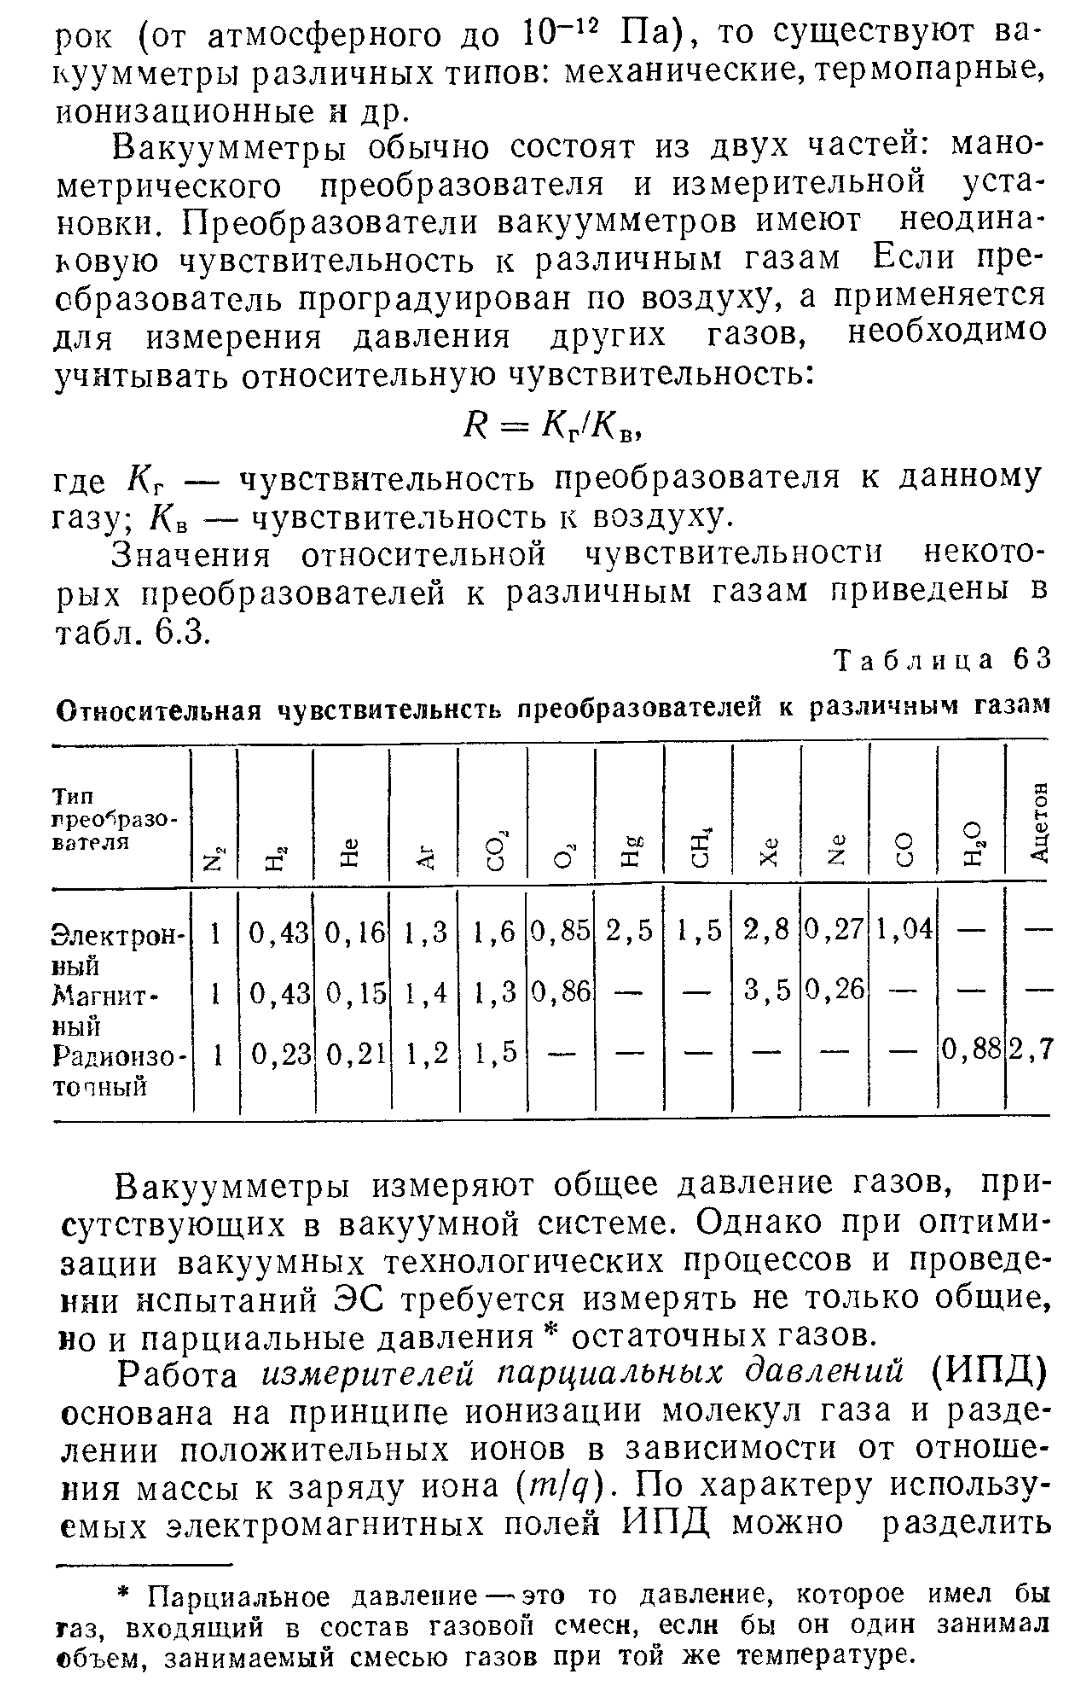 рок (от атмосферного до 10⁻¹² Па), то существуют ва-
куумметры различных типов: механические, термопарные,
ионизационные и др.
Вакуумметры обычно состоят из двух частей: мано-
метрического преобразователя и измерительной уста-
новки. Преобразователи вакуумметров имеют неодина-
ковую чувствительность к различным газам Если пре-
образователь проградуирован по воздуху, а применяется
для измерения давления других газов, необходимо
учитывать относительную чувствительность:
R = Kг/Kв,
где Kг — чувствительность преобразователя к данному
газу; Kв — чувствительность к воздуху.
Значения относительной чувствительности некото-
рых преобразователей к различным газам приведены в
табл. 6.3.
Таблица 6 3
Относительная чувствительнсть преобразователей к различным газам
Тип
преобразо-
вателя
N₂ H₂ He Ar CO₂ O₂ Hg CH₄ Xe Ne CO H₂O Ацетон
Электрон- 1 0,43 0,16 1,3 1,6 0,85 2,5 1,5 2,8 0,27 1,04 — —
ный
Магнит- 1 0,43 0,15 1,4 1,3 0,86 — — 3,5 0,26 — — —
ный
Радиоизо- 1 0,23 0,21 1,2 1,5 — — — — — — 0,88 2,7
топный
Вакуумметры измеряют общее давление газов, при-
сутствующих в вакуумной системе. Однако при оптими-
зации вакуумных технологических процессов и проведе-
нии испытаний ЭС требуется измерять не только общие,
но и парциальные давления * остаточных газов.
Работа измерителей парциальных давлений (ИПД)
основана на принципе ионизации молекул газа и разде-
лении положительных ионов в зависимости от отноше-
ния массы к заряду иона (m/q). По характеру использу-
емых электромагнитных полей ИПД можно разделить
* Парциальное давление — это то давление, которое имел бы
газ, входящий в состав газовой смеси, если бы он один занимал
объем, занимаемый смесью газов при той же температуре.